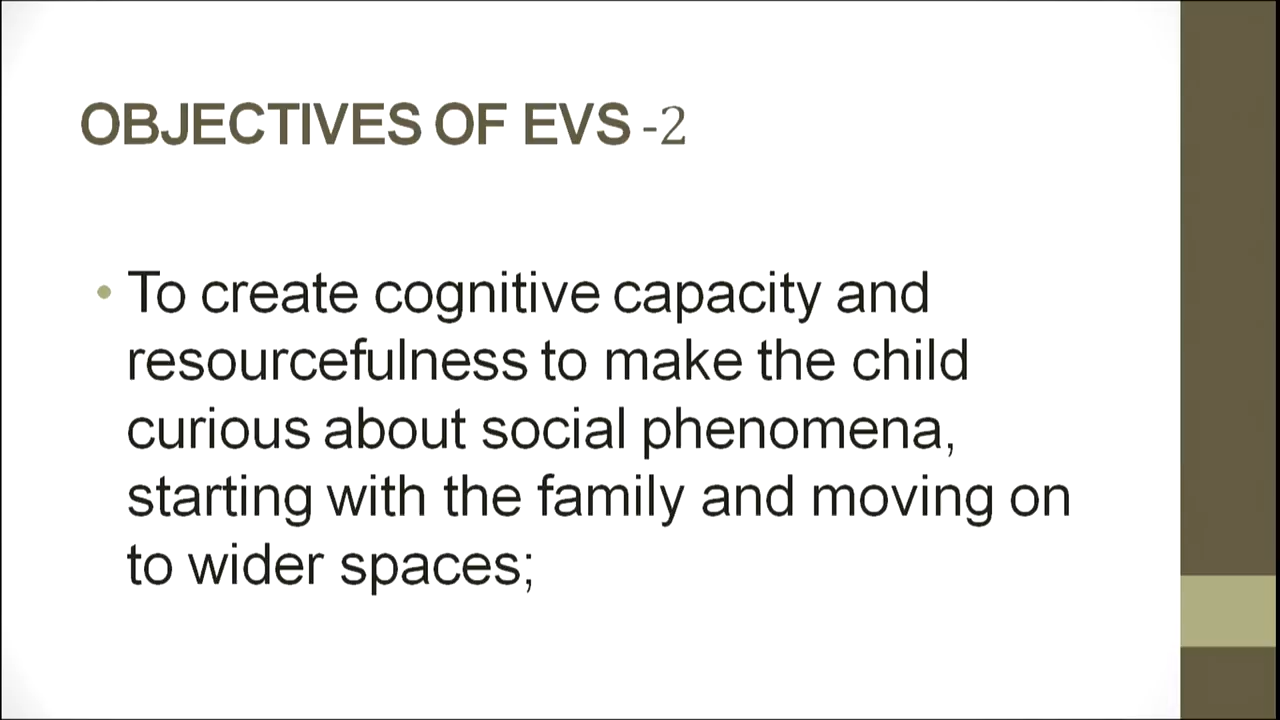 OBJECTIVES OF EVS -2
• To create cognitive capacity and
resourcefulness to make the child
curious about social phenomena,
starting with the family and moving on
to wider spaces;